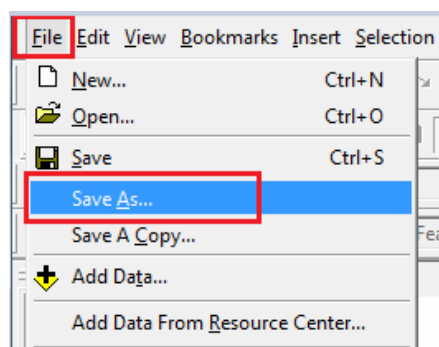 File Edit View Bookmarks Insert Selection
New... Ctrl+N
Open... Ctrl+O
Save Ctrl+S
Save As...
Save A Copy...
Add Data...
Add Data From Resource Center...